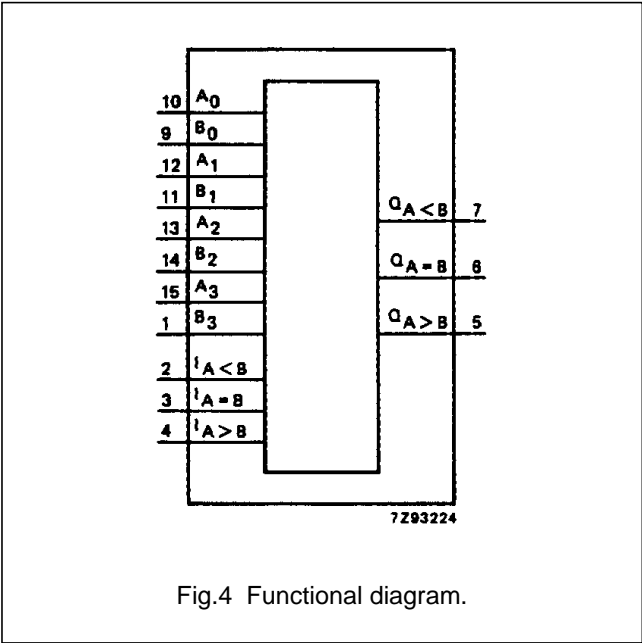 10 A0
9 B0
12 A1
11 B1
13 A2
14 B2
15 A3
1 B3
2 IA<B
3 IA=B
4 IA>B
QA<B 7
QA=B 6
QA>B 5
7Z93224
Fig.4 Functional diagram.